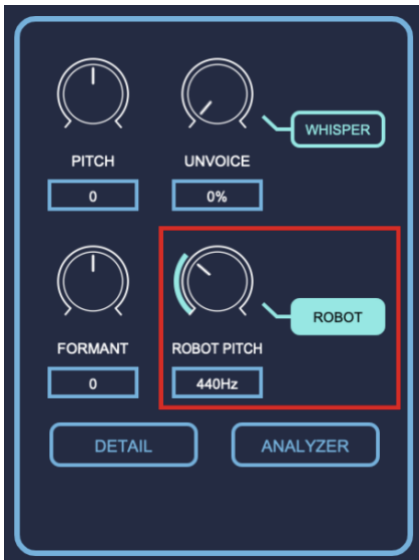 WHISPER
PITCH UNVOICE
0 0%
ROBOT
FORMANT ROBOT PITCH
0 440Hz
DETAIL ANALYZER